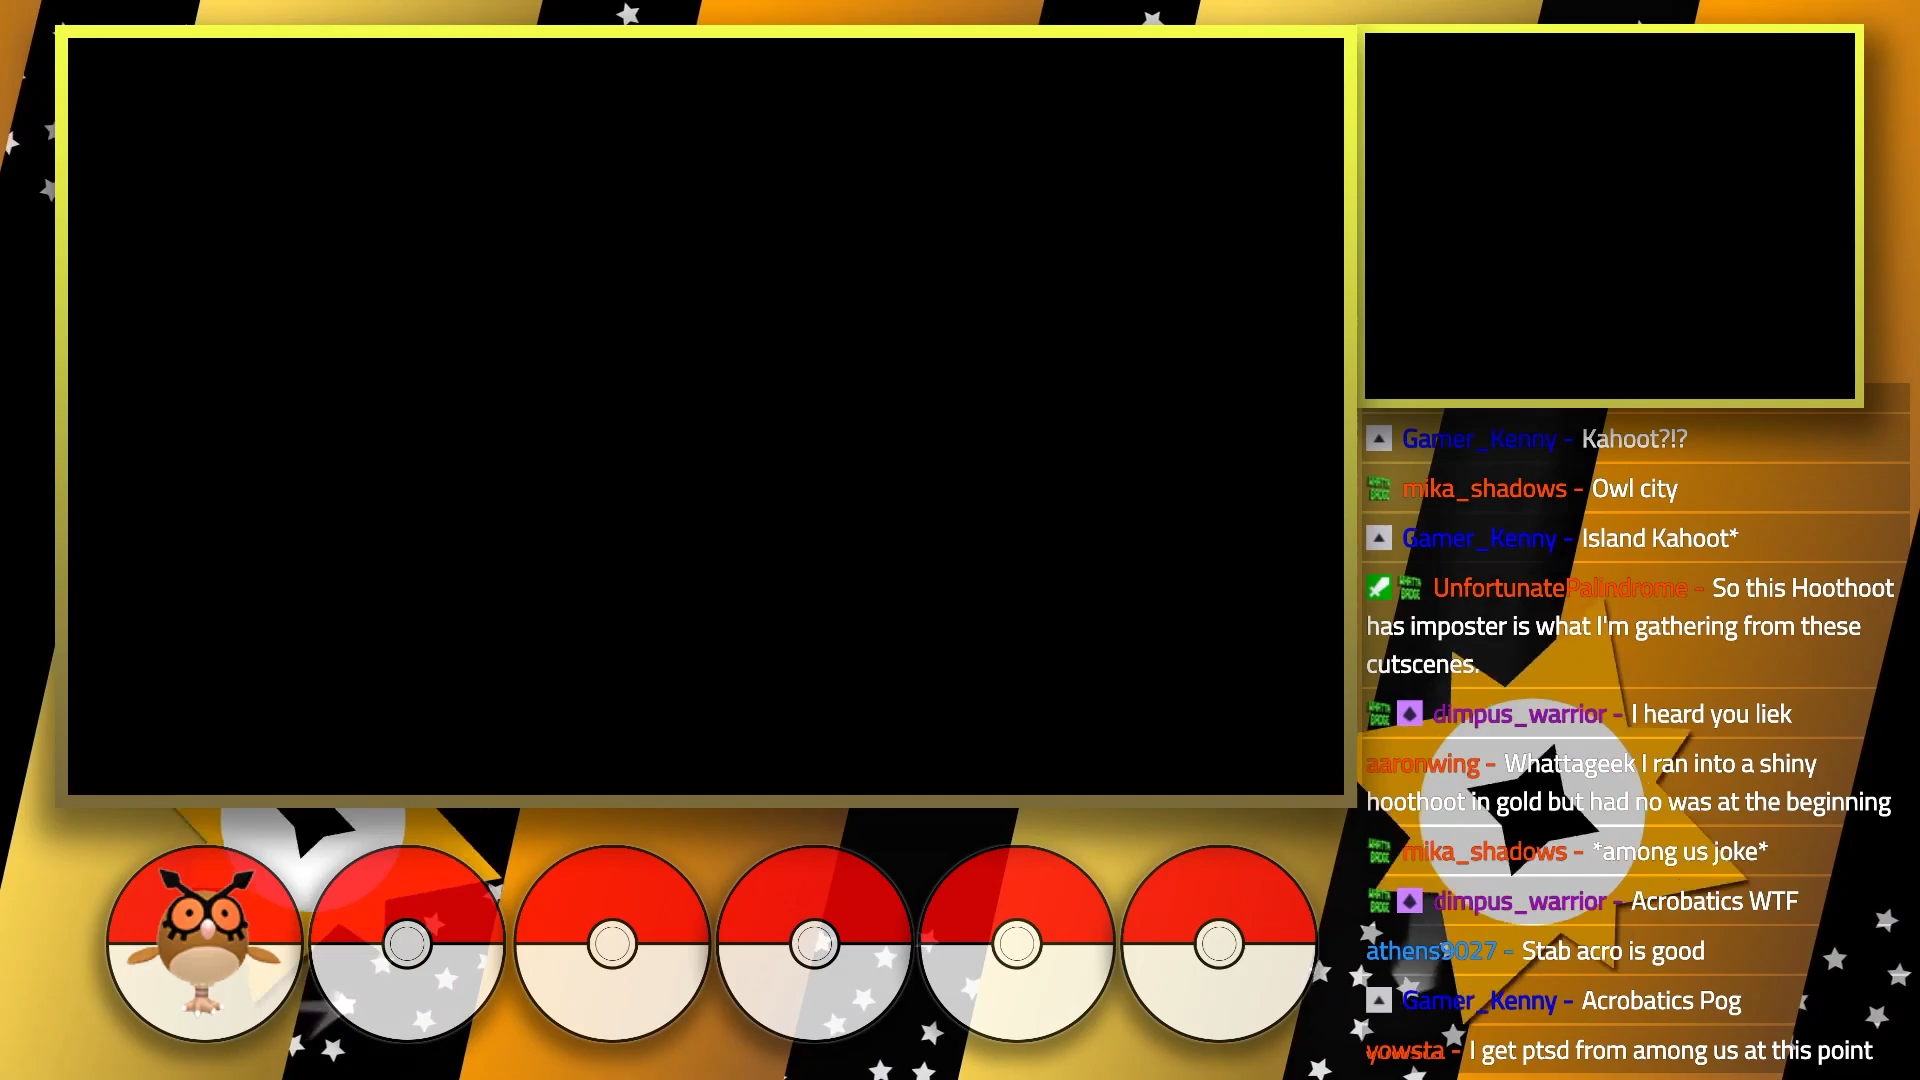 Gamer_Kenny - Kahoot?!?
mika_shadows - Owl city
Gamer_Kenny - Island Kahoot*
UnfortunatePalindrome - So this Hoothoot
has imposter is what I'm gathering from these
cutscenes.
dimpus_warrior - I heard you liek
aaronwing - Whattageek I ran into a shiny
hoothoot in gold but had no was at the beginning
mika_shadows - *among us joke*
dimpus_warrior - Acrobatics WTF
athens9027 - Stab acro is good
Gamer_Kenny - Acrobatics Pog
yowsta - I get ptsd from among us at this point